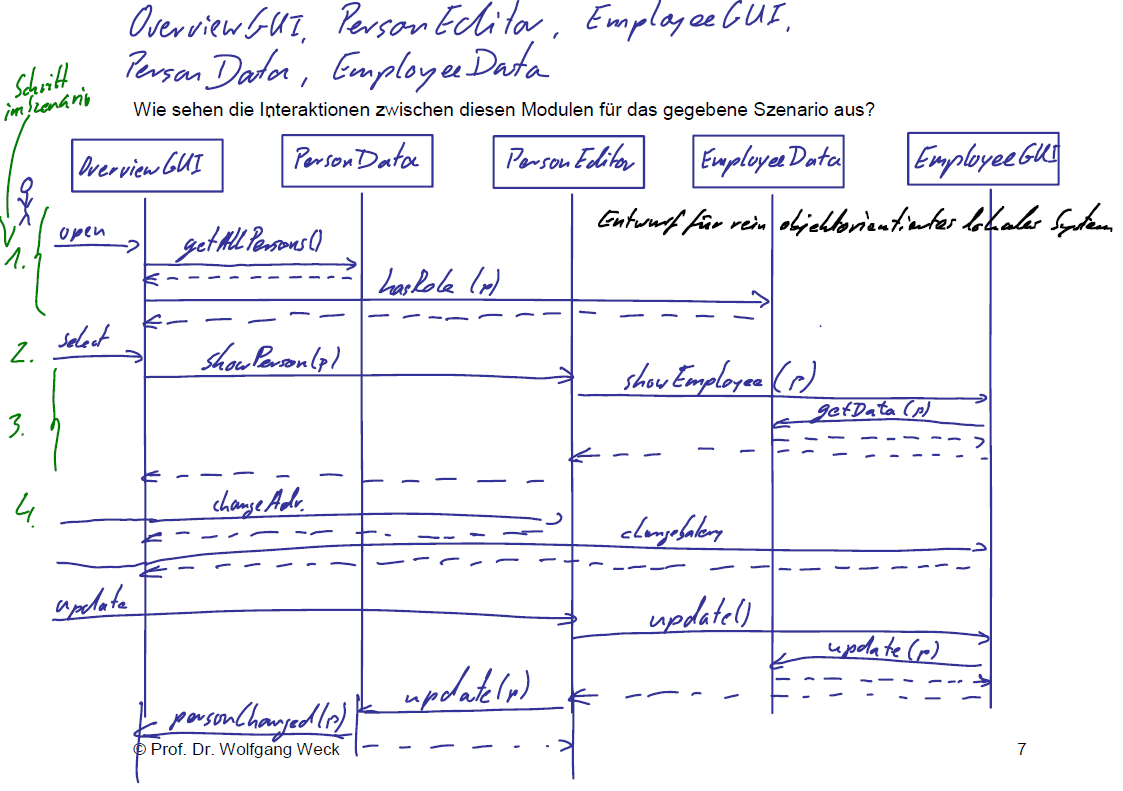 OverviewGUI, PersonEditor, EmployeeGUI,
PersonData, EmployeeData
Schritt
im Szenario
Wie sehen die Interaktionen zwischen diesen Modulen für das gegebene Szenario aus?
OverviewGUI
PersonData
PersonEditor
EmployeeData
EmployeeGUI
Entwurf für rein objektorientiertes lokales System
open
1.
getAllPersons()
hasRole (p)
2.
select
showPerson(p)
showEmployee (p)
getData(p)
3.
4.
changeAdr.
changeSalary
update
update()
update(p)
update(p)
personChanged(p)
© Prof. Dr. Wolfgang Weck
7